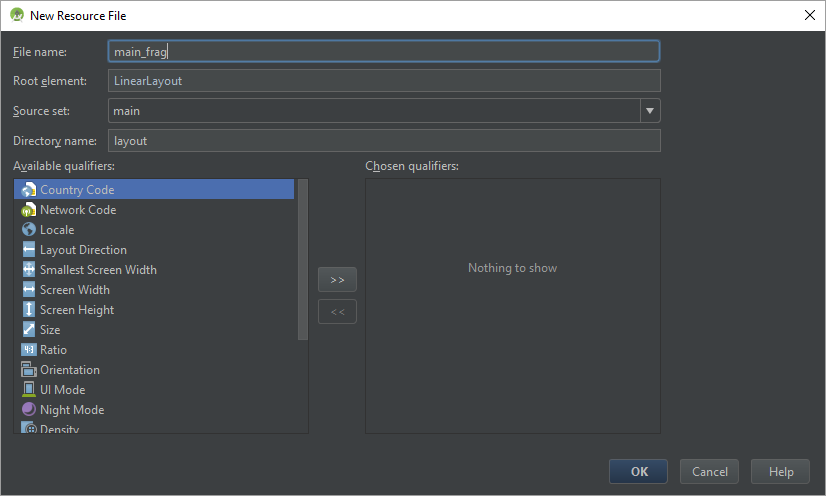 New Resource File
File name: main_frag
Root element: LinearLayout
Source set: main
Directory name: layout
Available qualifiers:
Chosen qualifiers:
Country Code
Network Code
Locale
Layout Direction
Smallest Screen Width
Screen Width
Screen Height
Size
4:3 Ratio
Orientation
UI Mode
Night Mode
Density
>>
<<
Nothing to show
OK Cancel Help